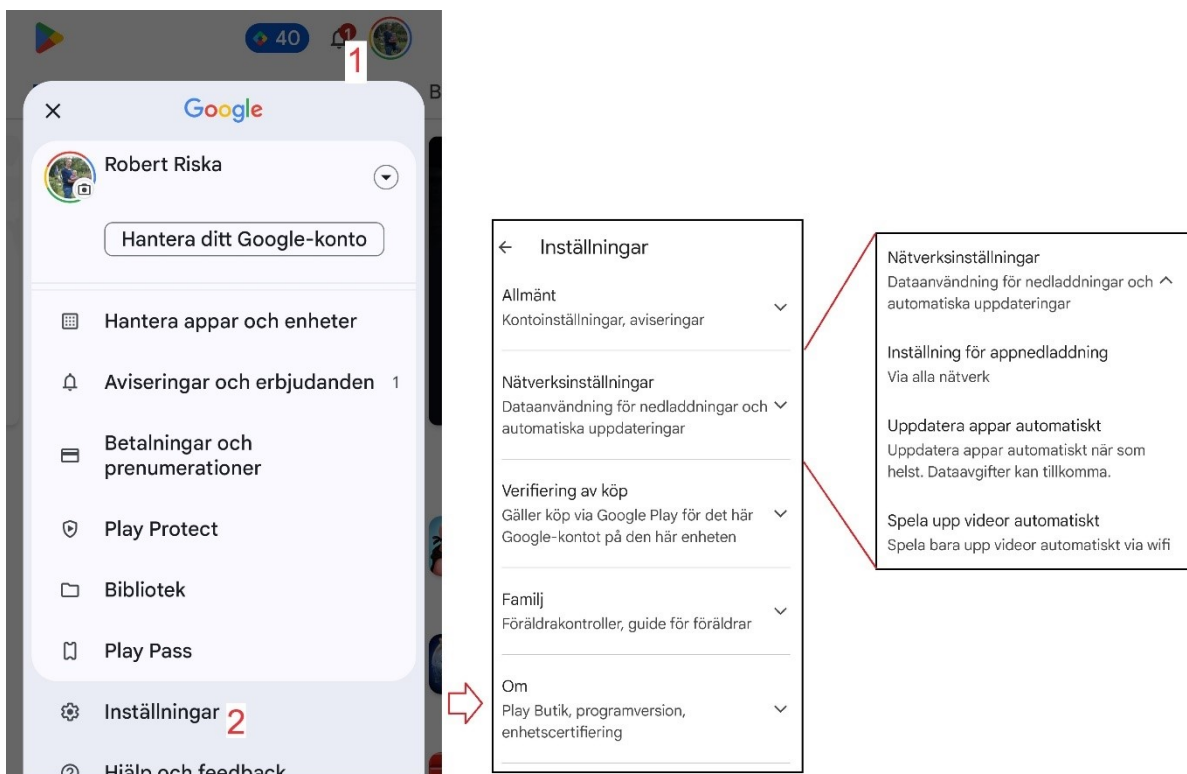 40
1
1
B
Google
Robert Riska
Hantera ditt Google-konto
Hantera appar och enheter
Aviseringar och erbjudanden 1
Betalningar och
prenumerationer
Play Protect
Bibliotek
Play Pass
Inställningar 2
Hjälp och feedback
Inställningar
Allmänt
Kontoinställningar, aviseringar
Nätverksinställningar
Dataanvändning för nedladdningar och
automatiska uppdateringar
Verifiering av köp
Gäller köp via Google Play för det här
Google-kontot på den här enheten
Familj
Föräldrakontroller, guide för föräldrar
Om
Play Butik, programversion,
enhetscertifiering
Nätverksinställningar
Dataanvändning för nedladdningar och
automatiska uppdateringar
Inställning för appnedladdning
Via alla nätverk
Uppdatera appar automatiskt
Uppdatera appar automatiskt när som
helst. Dataavgifter kan tillkomma.
Spela upp videor automatiskt
Spela bara upp videor automatiskt via wifi